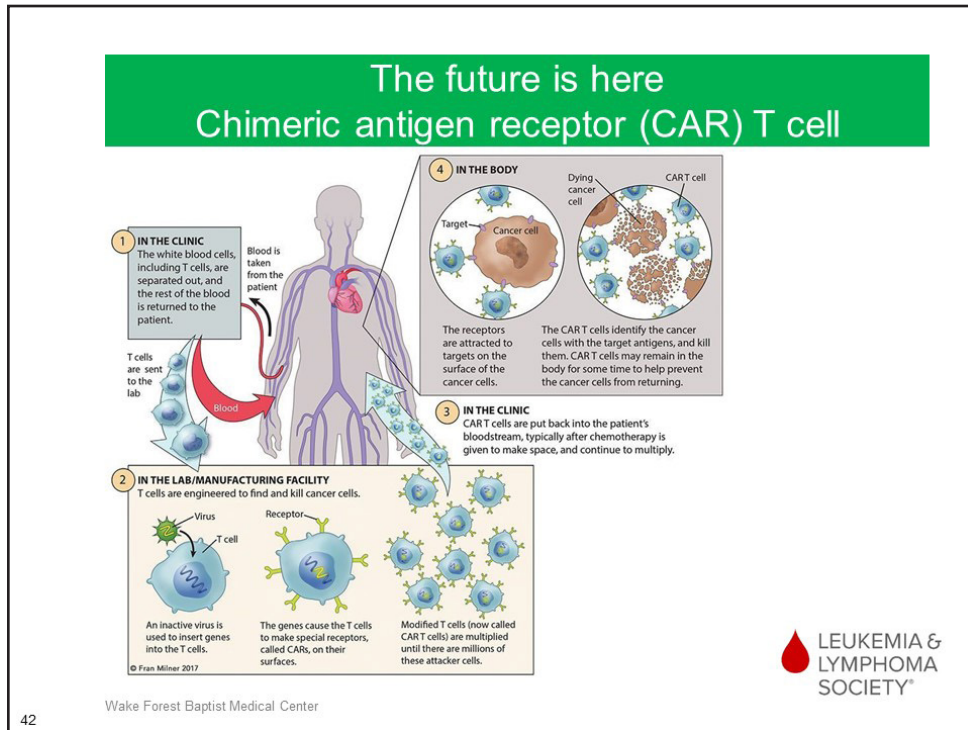 The future is here
Chimeric antigen receptor (CAR) T cell
1
IN THE CLINIC
The white blood cells,
including T cells, are
separated out, and
the rest of the blood
is returned to the
patient.
Blood is
taken
from the
patient
T cells
are sent
to the
lab
Blood
2
IN THE LAB/MANUFACTURING FACILITY
T cells are engineered to find and kill cancer cells.
Virus
T cell
An inactive virus is
used to insert genes
into the T cells.
Receptor
The genes cause the T cells
to make special receptors,
called CARs, on their
surfaces.
Modified T cells (now called
CAR T cells) are multiplied
until there are millions of
these attacker cells.
© Fran Milner 2017
3
IN THE CLINIC
CAR T cells are put back into the patient's
bloodstream, typically after chemotherapy is
given to make space, and continue to multiply.
4
IN THE BODY
Target
Cancer cell
The receptors
are attracted to
targets on the
surface of the
cancer cells.
Dying
cancer
cell
CAR T cell
The CAR T cells identify the cancer
cells with the target antigens, and kill
them. CAR T cells may remain in the
body for some time to help prevent
the cancer cells from returning.
LEUKEMIA &
LYMPHOMA
SOCIETY®
Wake Forest Baptist Medical Center
42